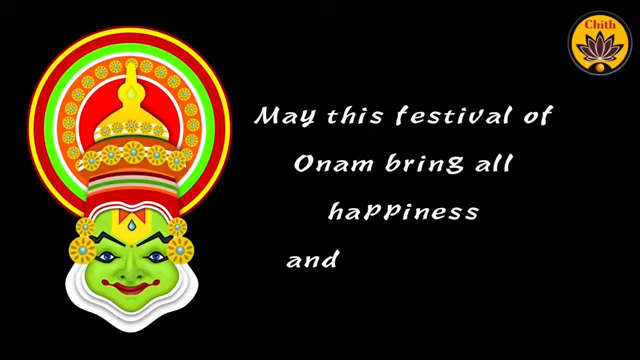 Chith
May this festival of
Onam bring all
happiness
and